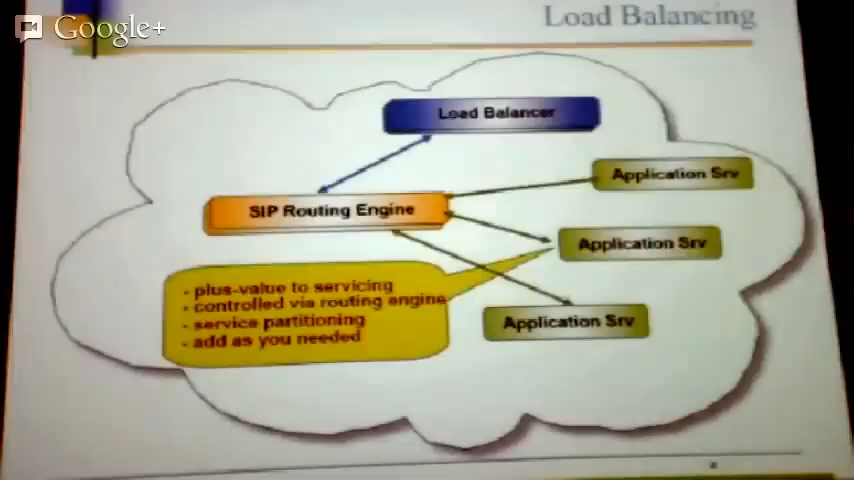 Google+
Load Balancing
Load Balancer
Application Srv
SIP Routing Engine
Application Srv
- plus-value to servicing
- controlled via routing engine
- service partitioning
- add as you needed
Application Srv